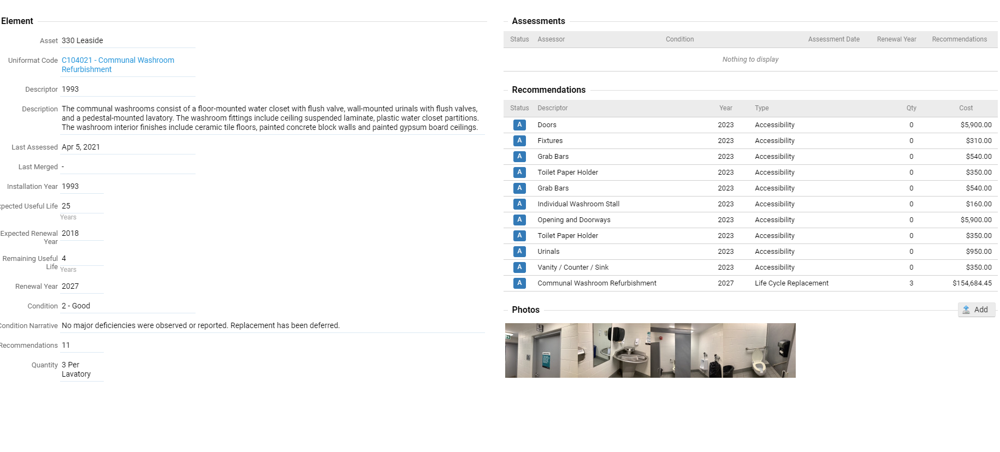 Element
Asset 330 Leaside
Uniformat Code C104021 - Communal Washroom
Refurbishment
Descriptor 1993
Description The communal washrooms consist of a floor-mounted water closet with flush valve, wall-mounted urinals with flush valves,
and a pedestal-mounted lavatory. The washroom fittings include ceiling suspended laminate, plastic water closet partitions.
The washroom interior finishes include ceramic tile floors, painted concrete block walls and painted gypsum board ceilings.
Last Assessed Apr 5, 2021
Last Merged -
Installation Year 1993
xpected Useful Life 25
Years
Expected Renewal 2018
Year
Remaining Useful 4
Life Years
Renewal Year 2027
Condition 2 - Good
Condition Narrative No major deficiencies were observed or reported. Replacement has been deferred.
Recommendations 11
Quantity 3 Per
Lavatory
Assessments
Status Assessor Condition Assessment Date Renewal Year Recommendations
Nothing to display
Recommendations
Status Descriptor Year Type Qty Cost
A Doors 2023 Accessibility 0 $5,900.00
A Fixtures 2023 Accessibility 0 $310.00
A Grab Bars 2023 Accessibility 0 $540.00
A Toilet Paper Holder 2023 Accessibility 0 $350.00
A Grab Bars 2023 Accessibility 0 $540.00
A Individual Washroom Stall 2023 Accessibility 0 $160.00
A Opening and Doorways 2023 Accessibility 0 $5,900.00
A Toilet Paper Holder 2023 Accessibility 0 $350.00
A Urinals 2023 Accessibility 0 $950.00
A Vanity / Counter / Sink 2023 Accessibility 0 $350.00
A Communal Washroom Refurbishment 2027 Life Cycle Replacement 3 $154,684.45
Photos
Add